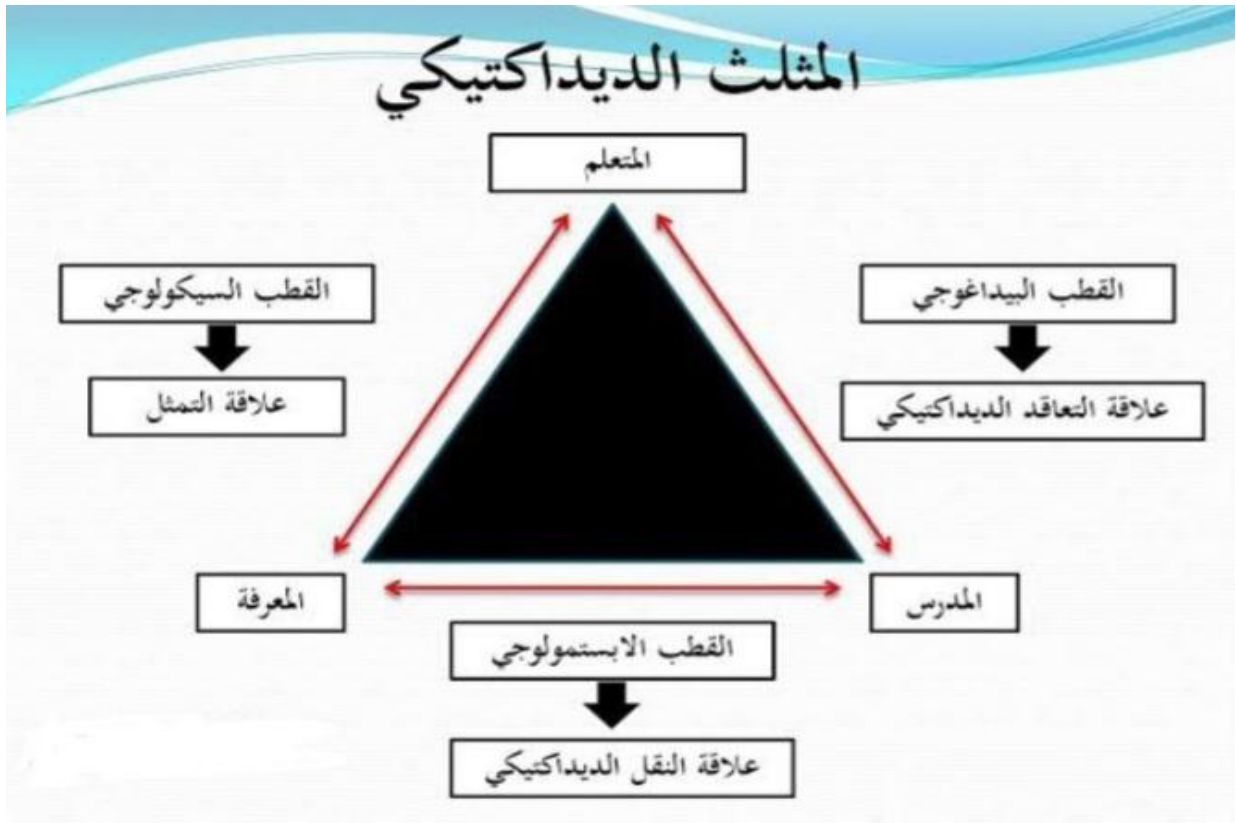 المثلث الديداكتيكي
المتعلم
القطب البيداغوجي
علاقة التعاقد الديداكتيكي
القطب السيكولوجي
علاقة التمثل
المدرس
المعرفة
القطب الابستمولوجي
علاقة النقل الديداكتيكي